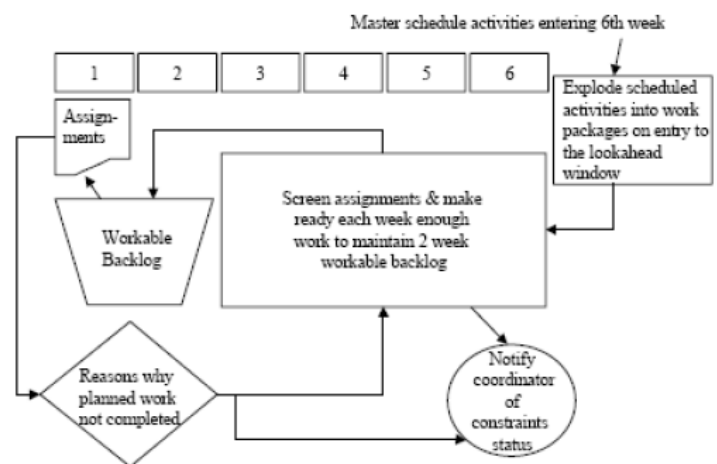 Master schedule activities entering 6th week
1 2 3 4 5 6
Explode scheduled
activities into work
packages on entry to
the lookahead
window
Assign-
ments
Screen assignments & make
ready each week enough
work to maintain 2 week
workable backlog
Workable
Backlog
Reasons why
planned work
not completed
Notify
coordinator
of
constraints
status